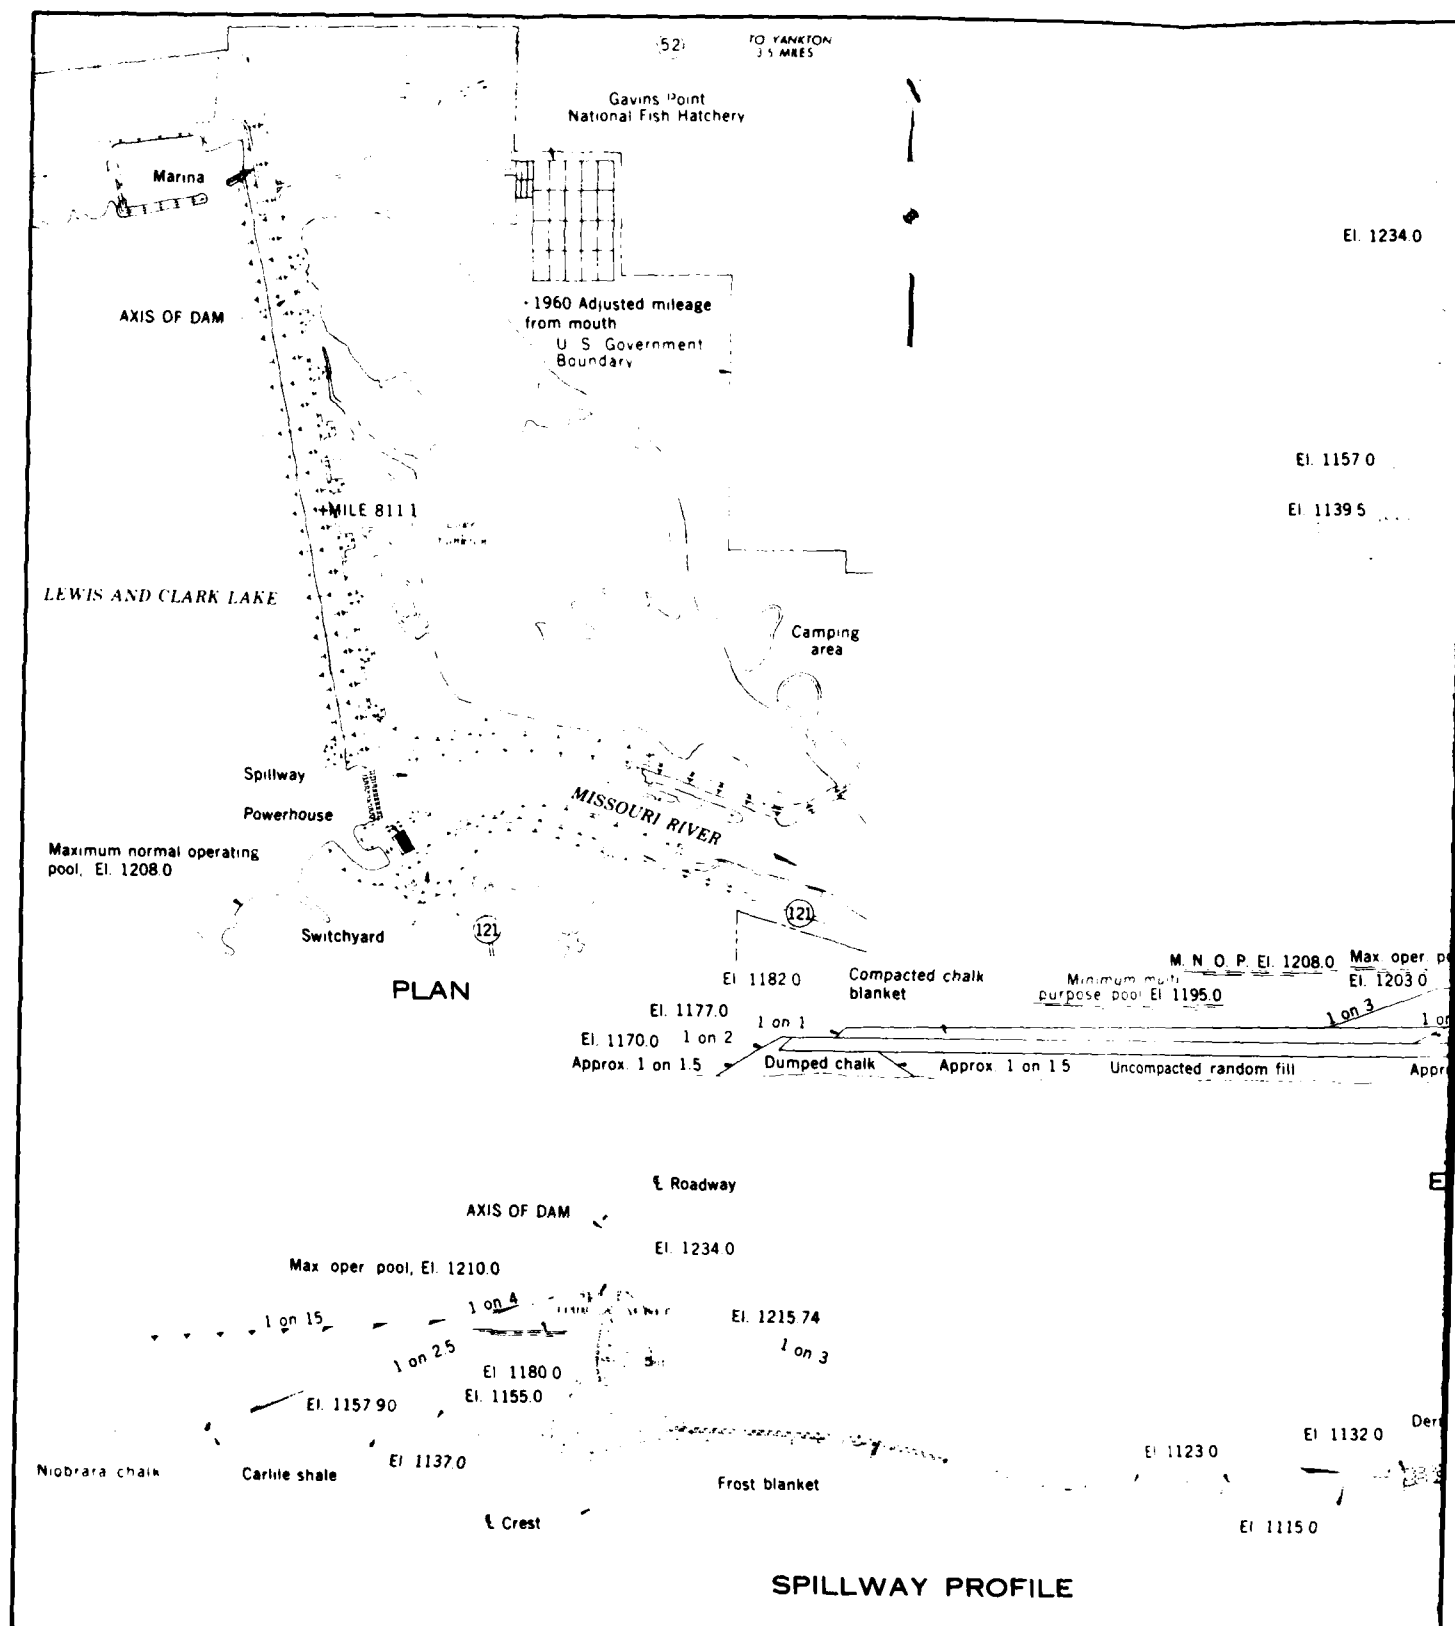 52
TO YANKTON
3.5 MILES
Gavins Point
National Fish Hatchery
Marina
El. 1234.0
AXIS OF DAM
1960 Adjusted mileage
from mouth
U S Government
Boundary
El. 1157.0
El. 1139.5
MILE 811.1
LEWIS AND CLARK LAKE
Camping
area
Spillway
Powerhouse
MISSOURI RIVER
Maximum normal operating
pool, El. 1208.0
Switchyard
121
121
PLAN
M. N. O. P. El. 1208.0
Max. oper.
El. 1203.0
El 1182.0
Compacted chalk
blanket
Minimum multi
purpose pool El 1195.0
El. 1177.0
1 on 1
1 on 3
El. 1170.0
1 on 2
Approx. 1 on 1.5
Dumped chalk
Approx. 1 on 1.5
Uncompacted random fill
℄ Roadway
AXIS OF DAM
El. 1234.0
Max oper pool, El. 1210.0
1 on 15
1 on 4
El. 1215.74
1 on 2.5
1 on 3
El 1180.0
El. 1157.90
El. 1155.0
El 1137.0
El 1123.0
El 1132.0
Niobrara chalk
Carlile shale
Frost blanket
℄ Crest
El 1115.0
SPILLWAY PROFILE